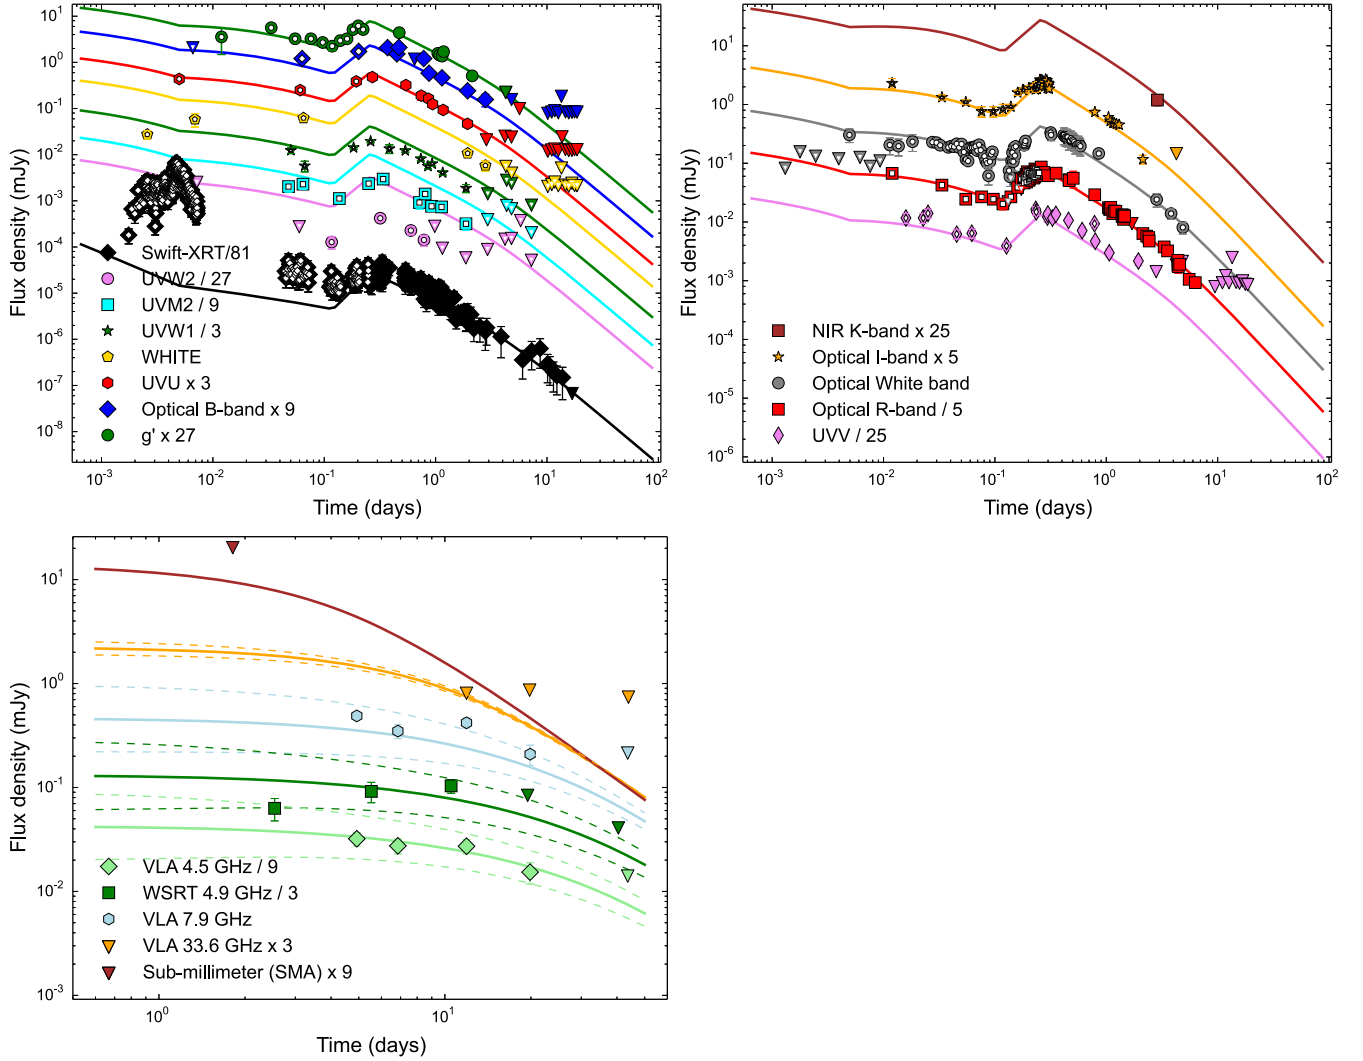 Flux density (mJy)
10^1
10^0
10^-1
10^-2
10^-3
10^-4
10^-5
10^-6
10^-7
10^-8
Swift-XRT/81
UVW2 / 27
UVM2 / 9
UVW1 / 3
WHITE
UVU x 3
Optical B-band x 9
g' x 27
10^-3 10^-2 10^-1 10^0 10^1 10^2
Time (days)
Flux density (mJy)
10^1
10^0
10^-1
10^-2
10^-3
10^-4
10^-5
10^-6
NIR K-band x 25
Optical I-band x 5
Optical White band
Optical R-band / 5
UVV / 25
10^-3 10^-2 10^-1 10^0 10^1 10^2
Time (days)
Flux density (mJy)
10^1
10^0
10^-1
10^-2
10^-3
VLA 4.5 GHz / 9
WSRT 4.9 GHz / 3
VLA 7.9 GHz
VLA 33.6 GHz x 3
Sub-millimeter (SMA) x 9
10^0 10^1
Time (days)